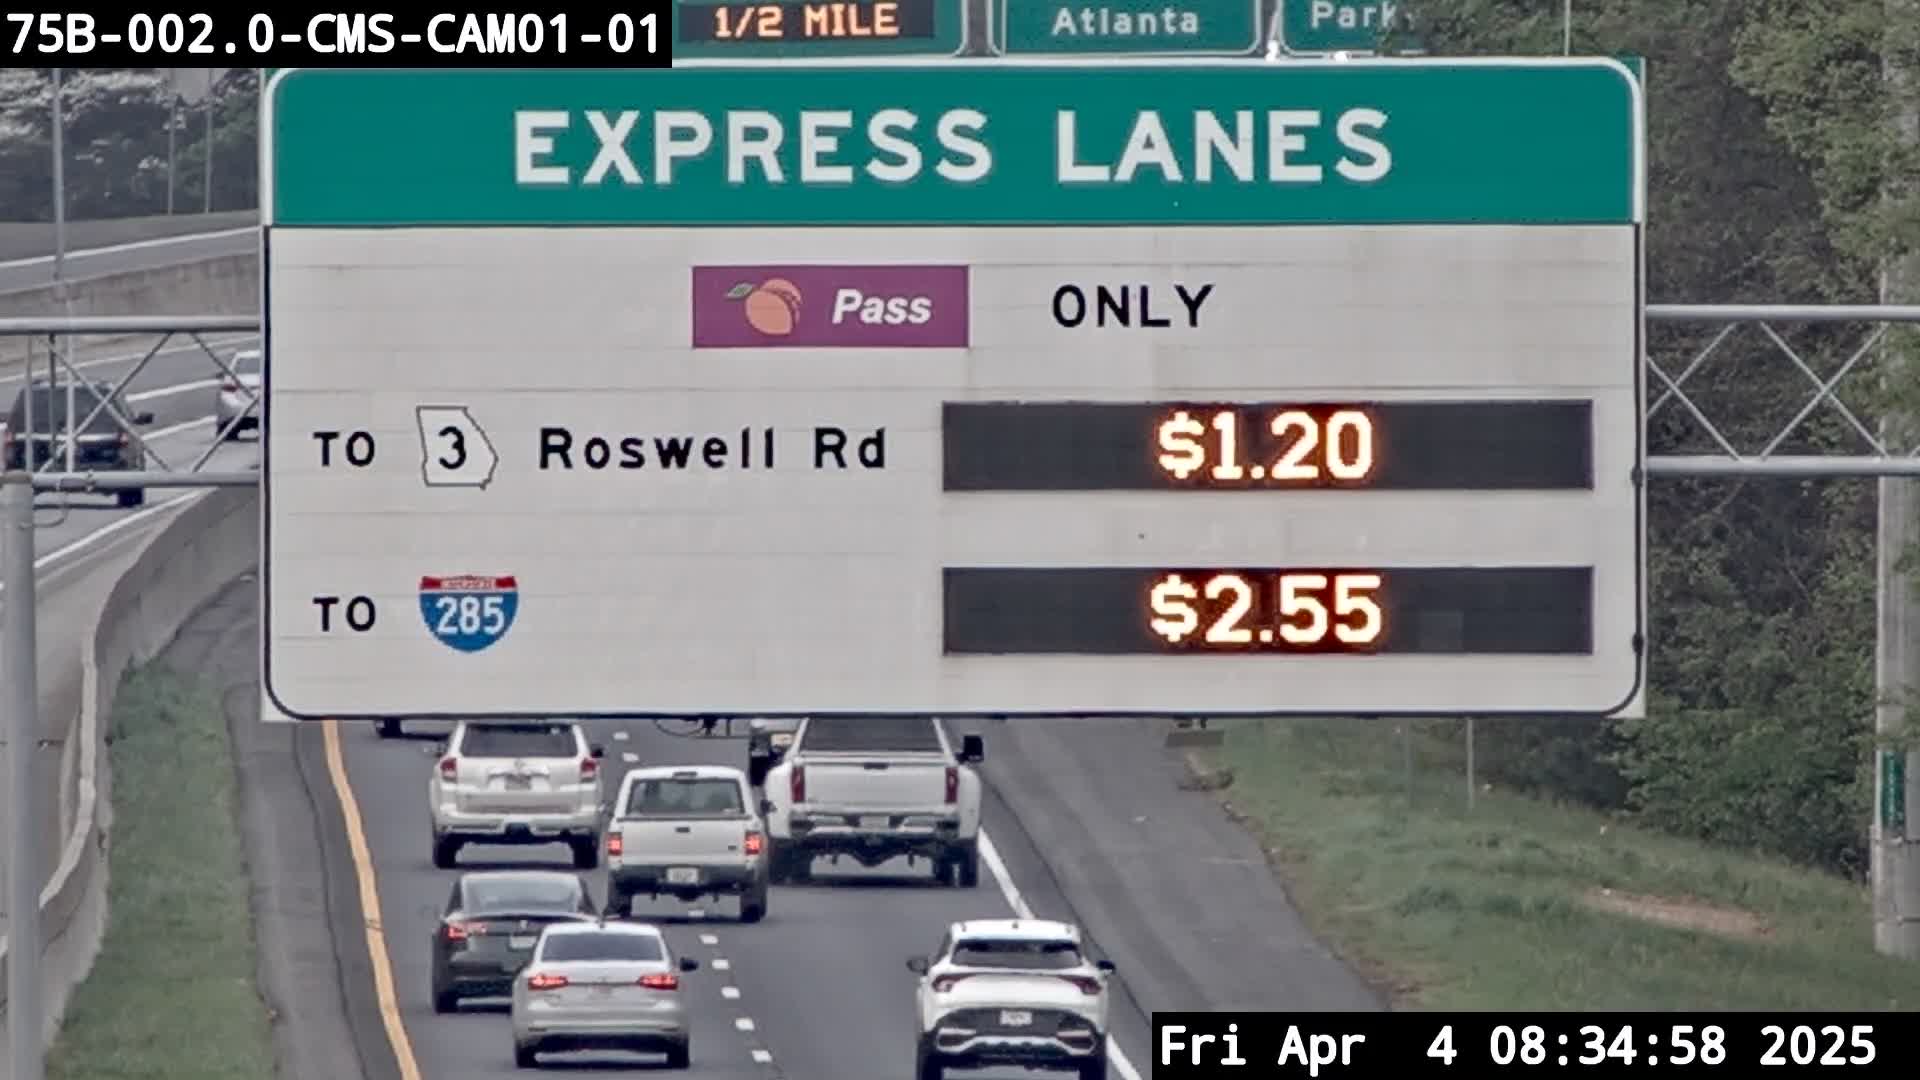 75B-002.0-CMS-CAM01-01
1/2 MILE
Atlanta
Park
EXPRESS LANES
Pass ONLY
TO 3 Roswell Rd $1.20
TO 285 $2.55
Fri Apr 4 08:34:58 2025